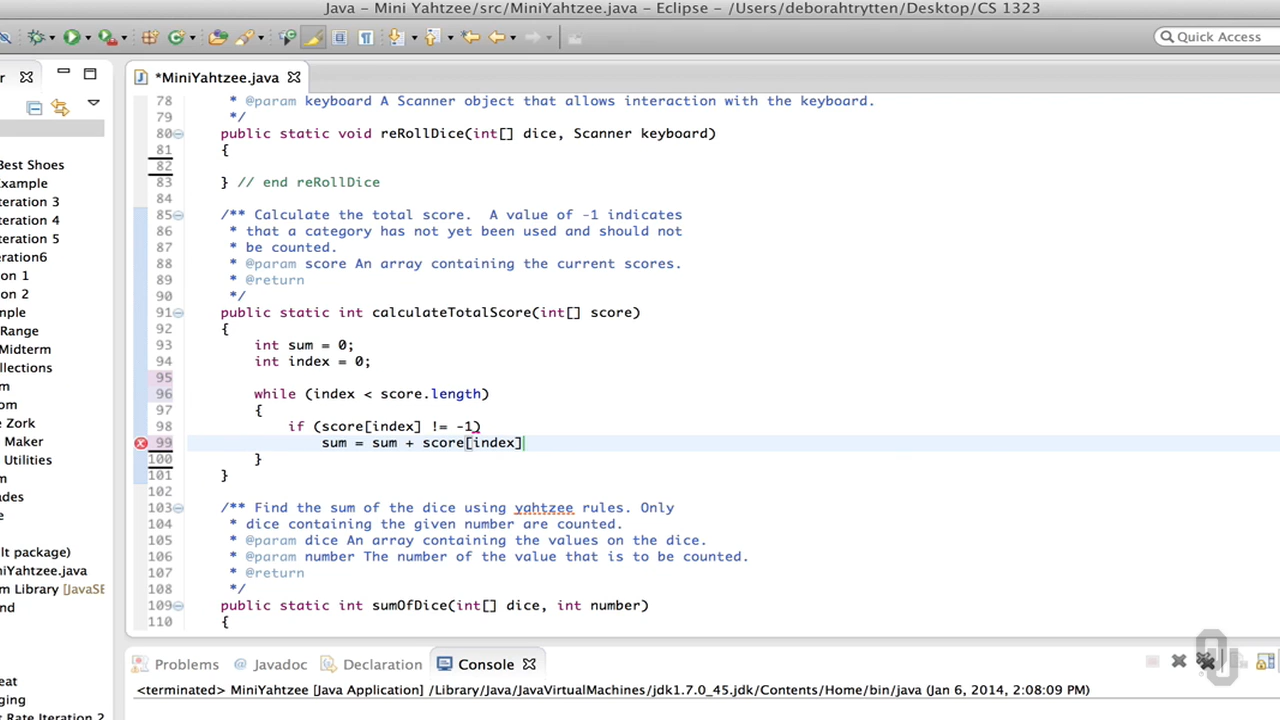 Java - Mini Yahtzee/src/MiniYahtzee.java - Eclipse - /Users/deborahtrytten/Desktop/CS 1323
Quick Access
r
*MiniYahtzee.java
78 * @param keyboard A Scanner object that allows interaction with the keyboard.
79 */
80 public static void reRollDice(int[] dice, Scanner keyboard)
81 {
82
83 } // end reRollDice
84
85 /** Calculate the total score.  A value of -1 indicates
86 * that a category has not yet been used and should not
87 * be counted.
88 * @param score An array containing the current scores.
89 * @return
90 */
91 public static int calculateTotalScore(int[] score)
92 {
93 int sum = 0;
94 int index = 0;
95
96 while (index < score.length)
97 {
98 if (score[index] != -1)
99 sum = sum + score[index]
100 }
101 }
102
103 /** Find the sum of the dice using yahtzee rules. Only
104 * dice containing the given number are counted.
105 * @param dice An array containing the values on the dice.
106 * @param number The number of the value that is to be counted.
107 * @return
108 */
109 public static int sumOfDice(int[] dice, int number)
110 {
Best Shoes
Example
teration 3
teration 4
teration 5
teration6
on 1
on 2
mple
Range
Midterm
ollections
m
om
e Zork
Maker
Utilities
m
ades
e
lt package)
niYahtzee.java
m Library [JavaSE
nd
eat
nging
t Rate Iteration 2
Problems
@ Javadoc
Declaration
Console
<terminated> MiniYahtzee [Java Application] /Library/Java/JavaVirtualMachines/jdk1.7.0_45.jdk/Contents/Home/bin/java (Jan 6, 2014, 2:08:09 PM)